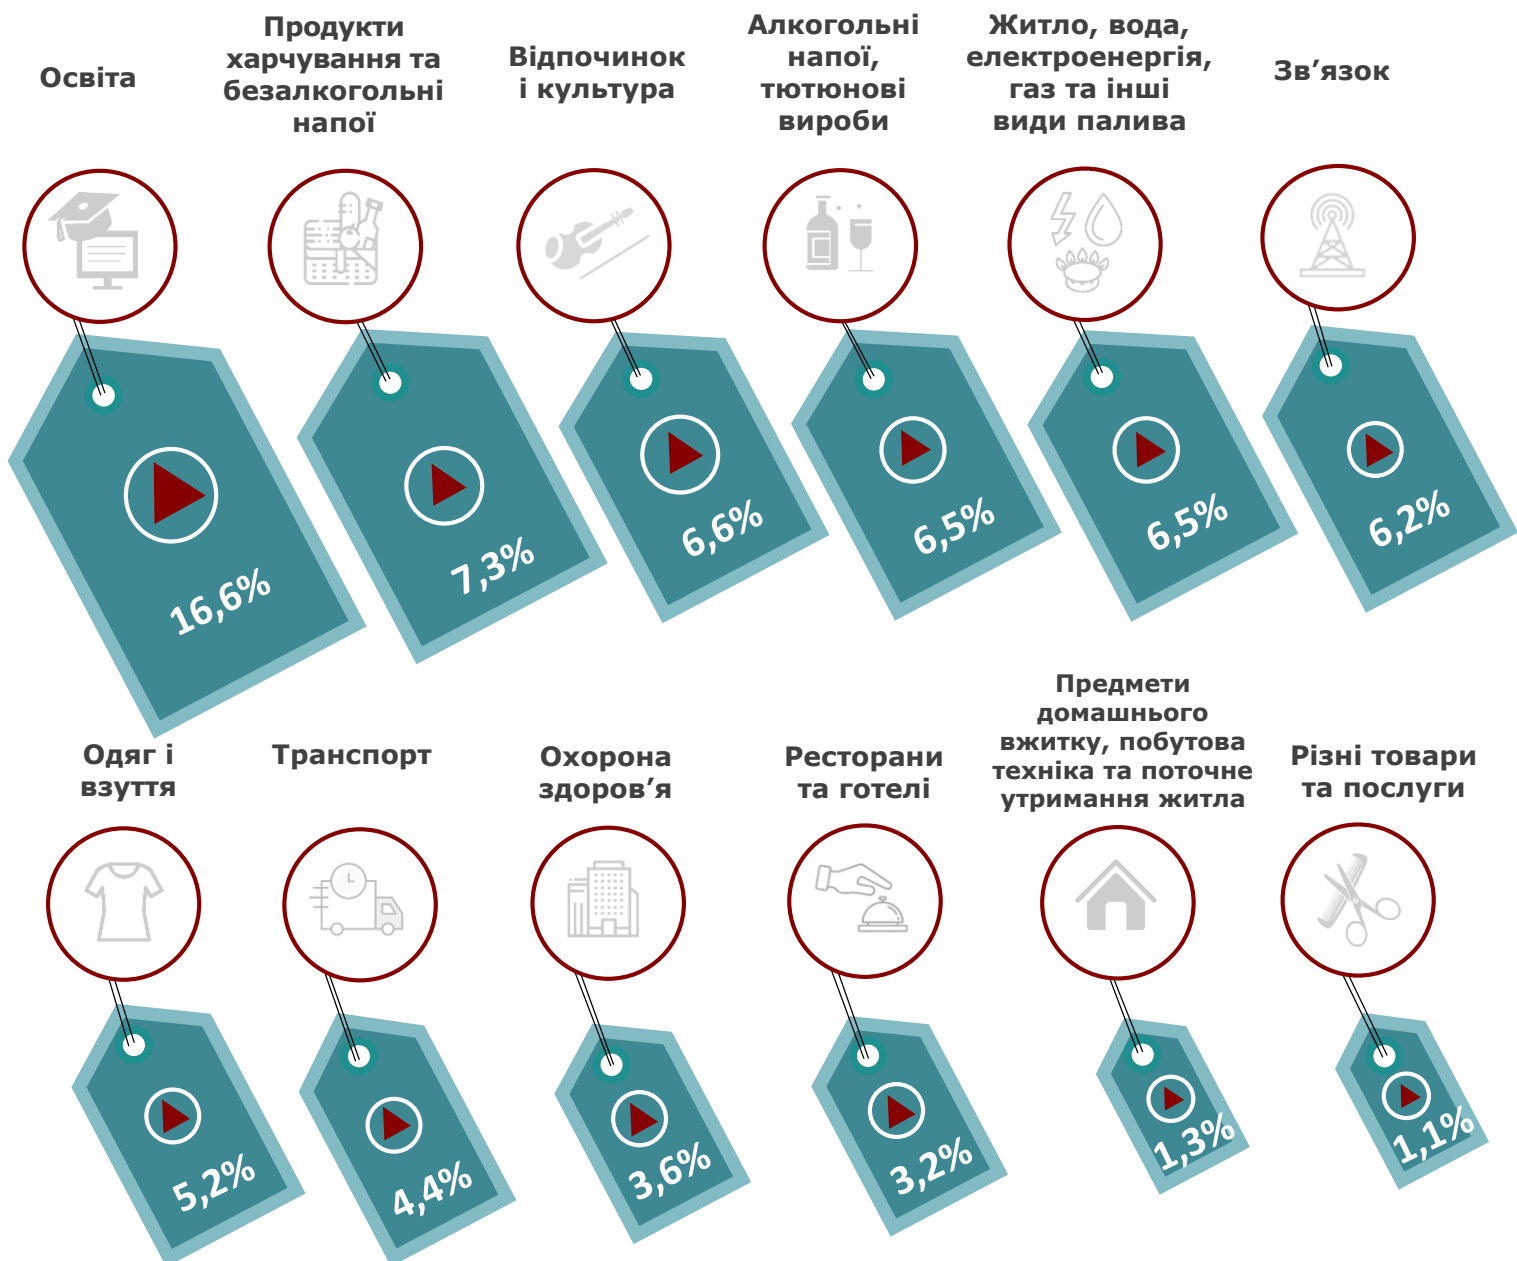 Освіта
Продукти
харчування та
безалкогольні
напої
Відпочинок
і культура
Алкогольні
напої,
тютюнові
вироби
Житло, вода,
електроенергія,
газ та інші
види палива
Зв’язок
16,6%
7,3%
6,6%
6,5%
6,5%
6,2%
Одяг і
взуття
Транспорт
Охорона
здоров’я
Ресторани
та готелі
Предмети
домашнього
вжитку, побутова
техніка та поточне
утримання житла
Різні товари
та послуги
5,2%
4,4%
3,6%
3,2%
1,3%
1,1%